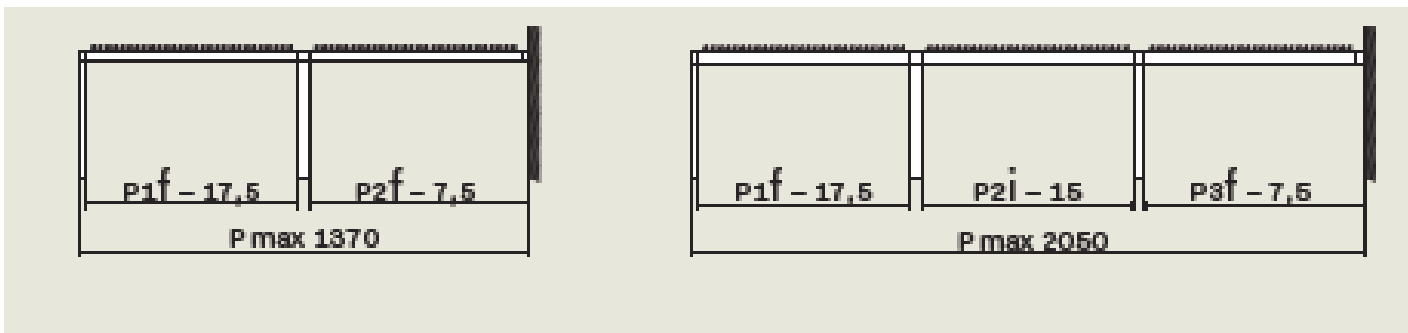 P1f – 17,5
P2f – 7,5
P max 1370
P1f – 17,5
P2i – 15
P3f – 7,5
P max 2050